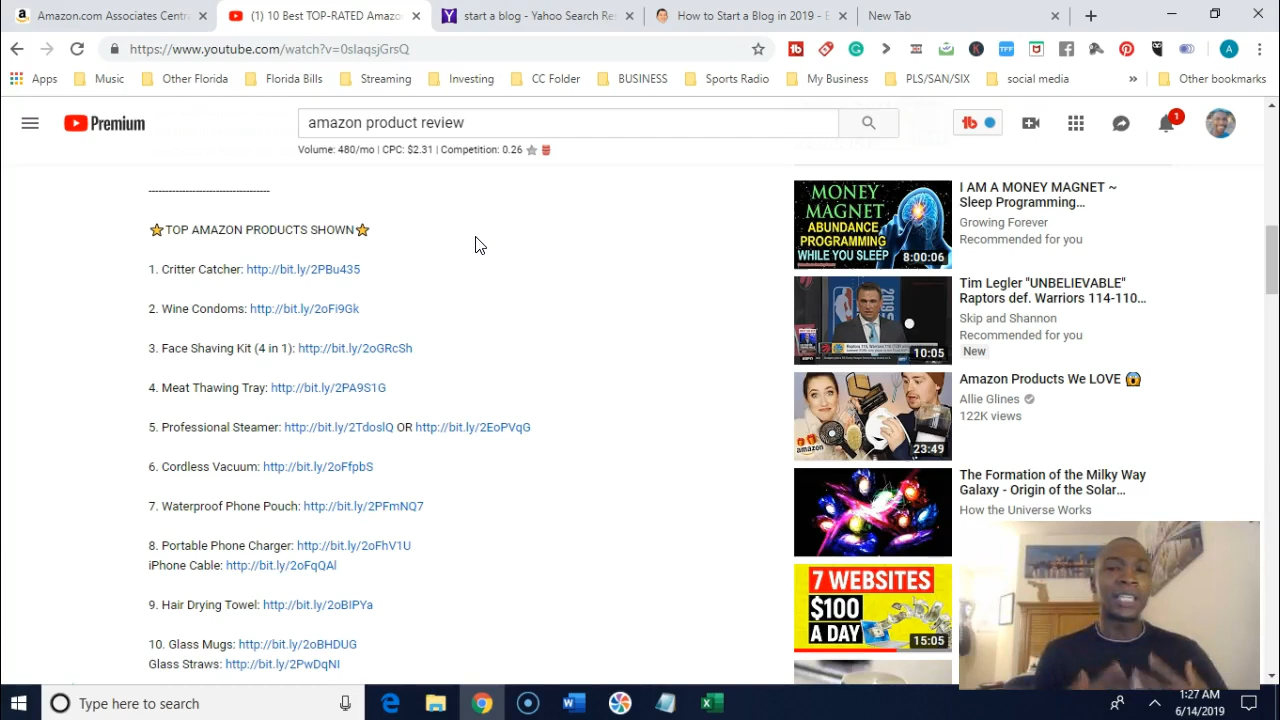 Amazon.com Associates Centr
(1) 10 Best TOP-RATED Amazo
start a blog - Yahoo Search Res
How to Start a Blog in 2019 - E
New Tab
https://www.youtube.com/watch?v=0slaqsjGrsQ
Apps
Music
Other Florida
Florida Bills
Streaming
Investing
CC Folder
BUSINESS
Sports Radio
My Business
PLS/SAN/SIX
social media
Other bookmarks
Premium
amazon product review
1
Volume: 480/mo | CPC: $2.31 | Competition: 0.26
------------------------------------
⭐TOP AMAZON PRODUCTS SHOWN⭐
1. Critter Catcher: http://bit.ly/2PBu435
2. Wine Condoms: http://bit.ly/2oFi9Gk
3. Face Shaving Kit (4 in 1): http://bit.ly/2oGRcSh
4. Meat Thawing Tray: http://bit.ly/2PA9S1G
5. Professional Steamer: http://bit.ly/2TdoslQ OR http://bit.ly/2EoPVqG
6. Cordless Vacuum: http://bit.ly/2oFfpbS
7. Waterproof Phone Pouch: http://bit.ly/2PFmNQ7
8. Portable Phone Charger: http://bit.ly/2oFhV1U
iPhone Cable: http://bit.ly/2oFqQAl
9. Hair Drying Towel: http://bit.ly/2oBIPYa
10. Glass Mugs: http://bit.ly/2oBHDUG
Glass Straws: http://bit.ly/2PwDqNI
MONEY
MAGNET
ABUNDANCE
PROGRAMMING
WHILE YOU SLEEP
8:00:06
I AM A MONEY MAGNET ~
Sleep Programming...
Growing Forever
Recommended for you
10:05
Tim Legler "UNBELIEVABLE"
Raptors def. Warriors 114-110...
Skip and Shannon
Recommended for you
New
amazon
23:49
Amazon Products We LOVE 😱
Allie Glines
122K views
The Formation of the Milky Way
Galaxy - Origin of the Solar...
How the Universe Works
7 WEBSITES
$100
A DAY
15:05
Type here to search
1:27 AM
6/14/2019